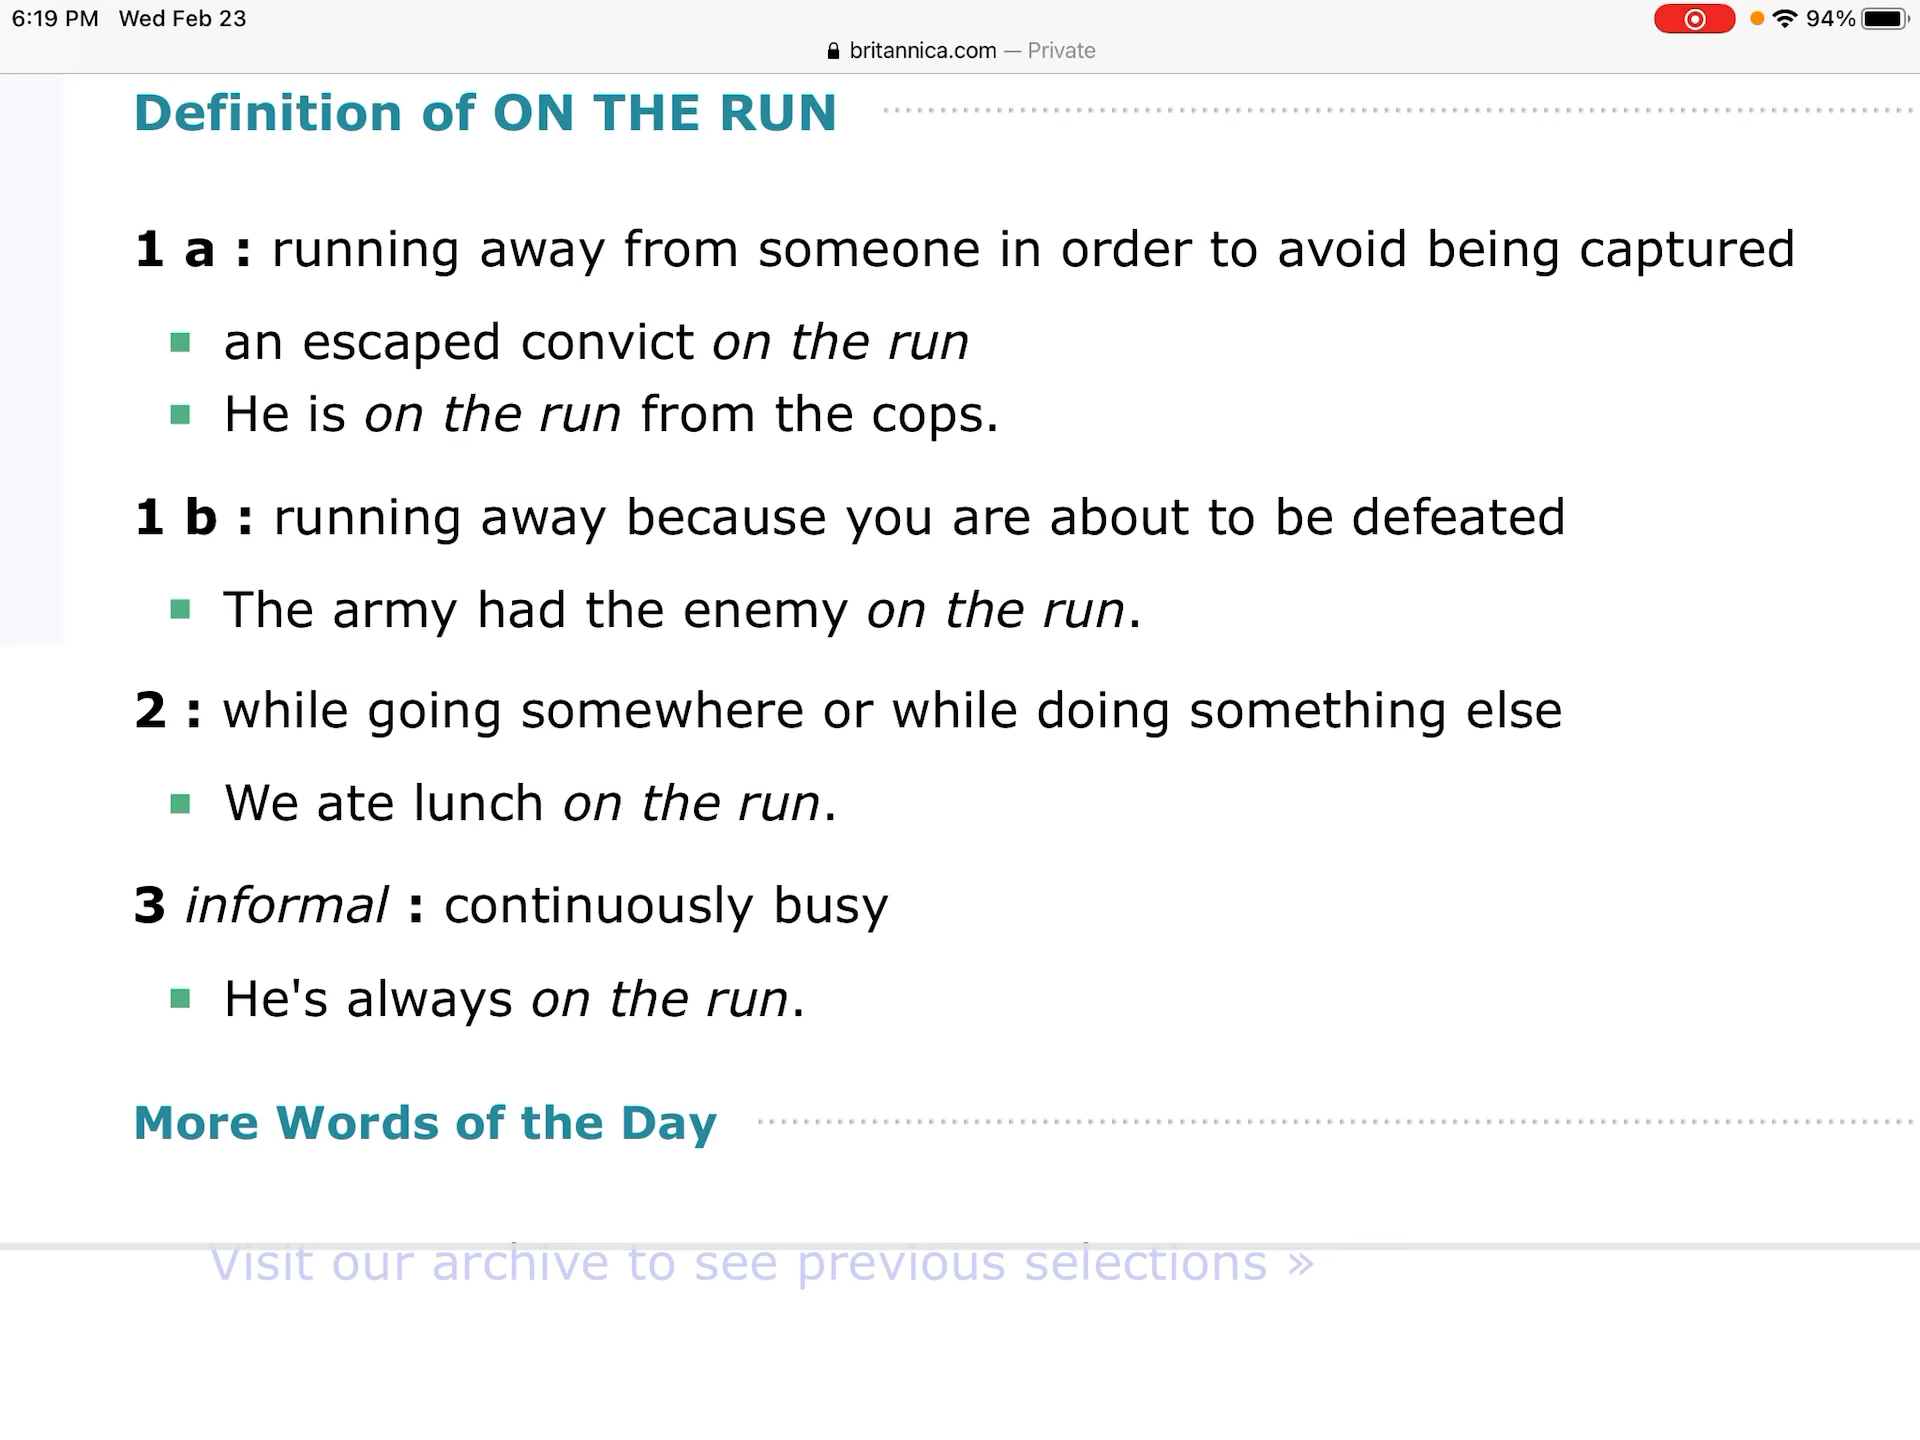 6:19 PM Wed Feb 23
94%
britannica.com — Private
Definition of ON THE RUN
1 a : running away from someone in order to avoid being captured
an escaped convict on the run
He is on the run from the cops.
1 b : running away because you are about to be defeated
The army had the enemy on the run.
2 : while going somewhere or while doing something else
We ate lunch on the run.
3 informal : continuously busy
He's always on the run.
More Words of the Day
Visit our archive to see previous selections »